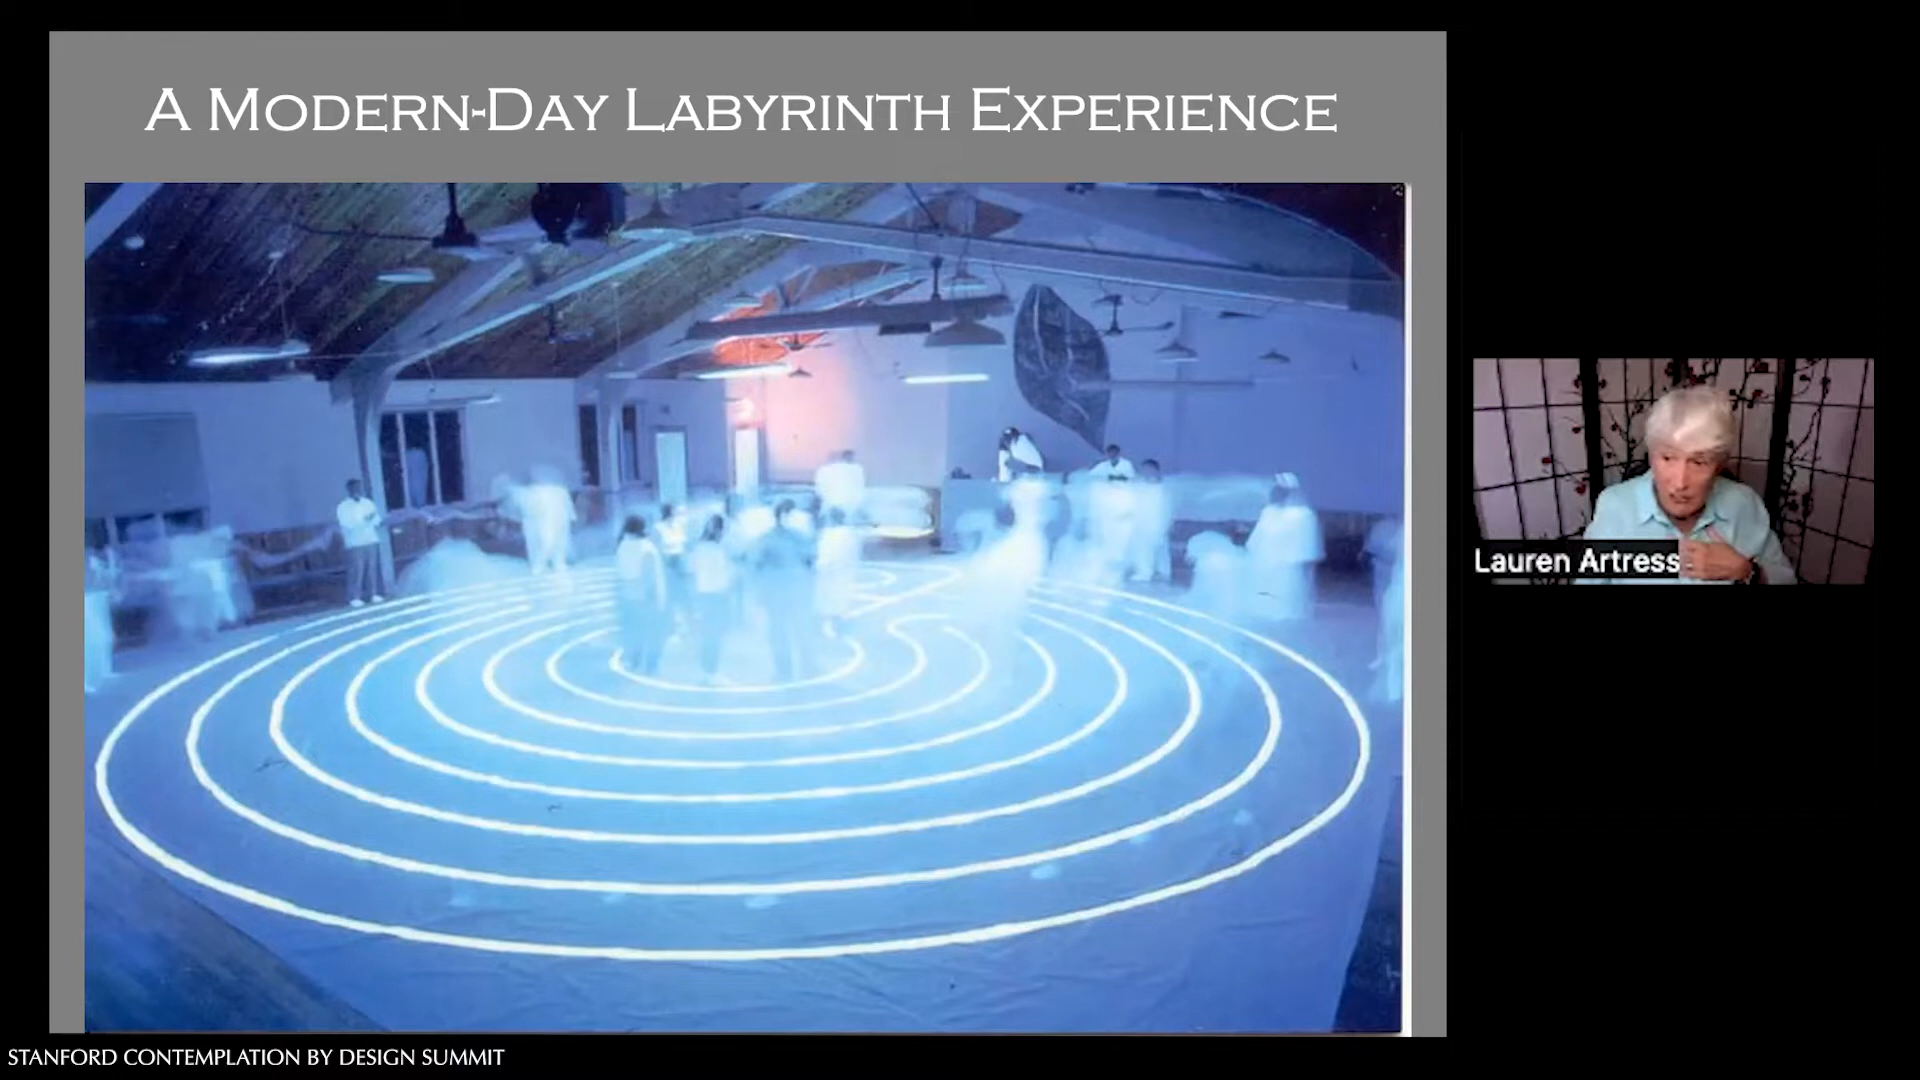 A Modern-Day Labyrinth Experience
Lauren Artress
STANFORD CONTEMPLATION BY DESIGN SUMMIT